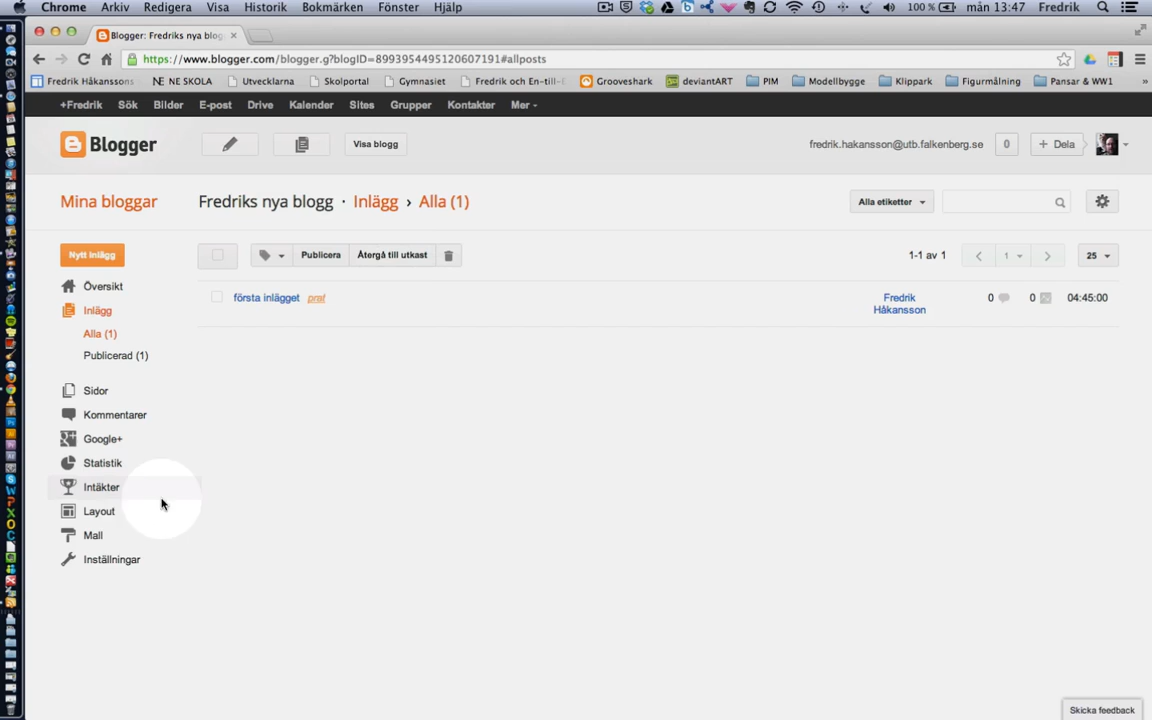 Chrome Arkiv Redigera Visa Historik Bokmärken Fönster Hjälp 100 % mån 13:47 Fredrik
Blogger: Fredriks nya blog
https://www.blogger.com/blogger.g?blogID=8993954495120607191#allposts
Fredrik Håkanssons NE NE SKOLA Utvecklarna Skolportal Gymnasiet Fredrik och En-till-E Grooveshark deviantART PIM Modellbygge Klippark Figurmålning Pansar & WW1 »
+Fredrik Sök Bilder E-post Drive Kalender Sites Grupper Kontakter Mer
Blogger Visa blogg fredrik.hakansson@utb.falkenberg.se 0 + Dela
Mina bloggar Fredriks nya blogg · Inlägg › Alla (1) Alla etiketter
Nytt inlägg Publicera Återgå till utkast 1-1 av 1 1 25
Översikt
första inlägget prat Fredrik Håkansson 0 0 04:45:00
Inlägg
Alla (1)
Publicerad (1)
Sidor
Kommentarer
Google+
Statistik
Intäkter
Layout
Mall
Inställningar
Skicka feedback